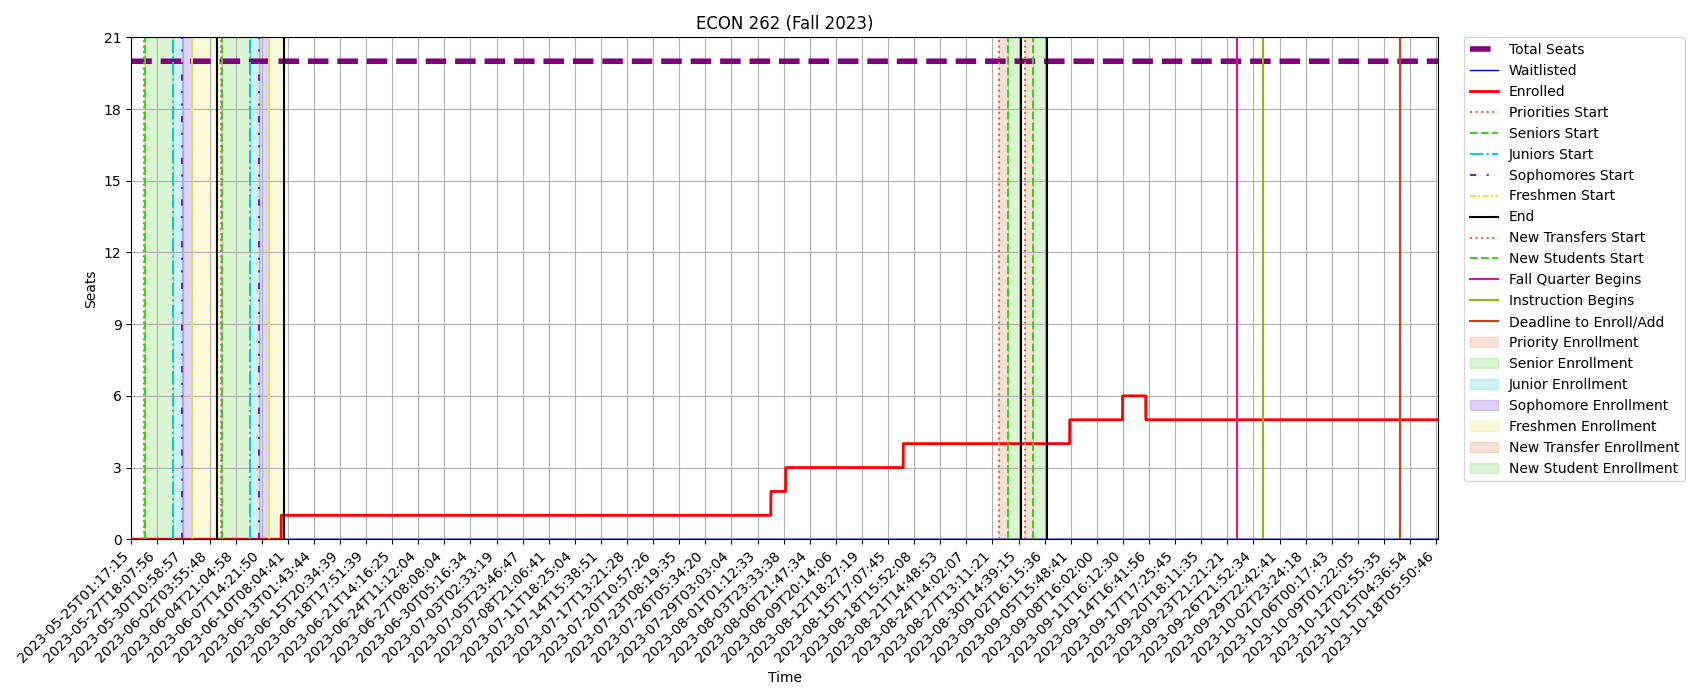 ECON 262 (Fall 2023)
21
18
15
12
9
6
3
0
Seats
2023-05-25T01:17:15
2023-05-27T18:07:56
2023-05-30T10:58:57
2023-06-02T03:55:48
2023-06-04T21:04:58
2023-06-07T14:21:50
2023-06-10T08:04:41
2023-06-13T01:43:44
2023-06-15T20:34:39
2023-06-18T17:51:39
2023-06-21T14:16:25
2023-06-24T11:12:04
2023-06-27T08:08:04
2023-06-30T05:16:34
2023-07-03T02:33:19
2023-07-05T23:46:47
2023-07-08T21:06:41
2023-07-11T18:25:04
2023-07-14T15:38:51
2023-07-17T13:21:28
2023-07-20T10:57:26
2023-07-23T08:19:35
2023-07-26T05:34:20
2023-07-29T03:03:04
2023-08-01T01:12:33
2023-08-03T23:33:38
2023-08-06T21:47:34
2023-08-09T20:14:06
2023-08-12T18:27:19
2023-08-15T17:07:45
2023-08-18T15:52:08
2023-08-21T14:48:53
2023-08-24T14:02:07
2023-08-27T13:11:21
2023-08-30T14:39:15
2023-09-02T16:15:36
2023-09-05T15:48:41
2023-09-08T16:02:00
2023-09-11T16:12:30
2023-09-14T16:41:56
2023-09-17T17:25:45
2023-09-20T18:11:35
2023-09-23T21:21:21
2023-09-26T21:52:34
2023-09-29T22:42:41
2023-10-02T23:24:18
2023-10-06T00:17:43
2023-10-09T01:22:05
2023-10-12T02:55:35
2023-10-15T04:36:54
2023-10-18T05:50:46
Time
Total Seats
Waitlisted
Enrolled
Priorities Start
Seniors Start
Juniors Start
Sophomores Start
Freshmen Start
End
New Transfers Start
New Students Start
Fall Quarter Begins
Instruction Begins
Deadline to Enroll/Add
Priority Enrollment
Senior Enrollment
Junior Enrollment
Sophomore Enrollment
Freshmen Enrollment
New Transfer Enrollment
New Student Enrollment